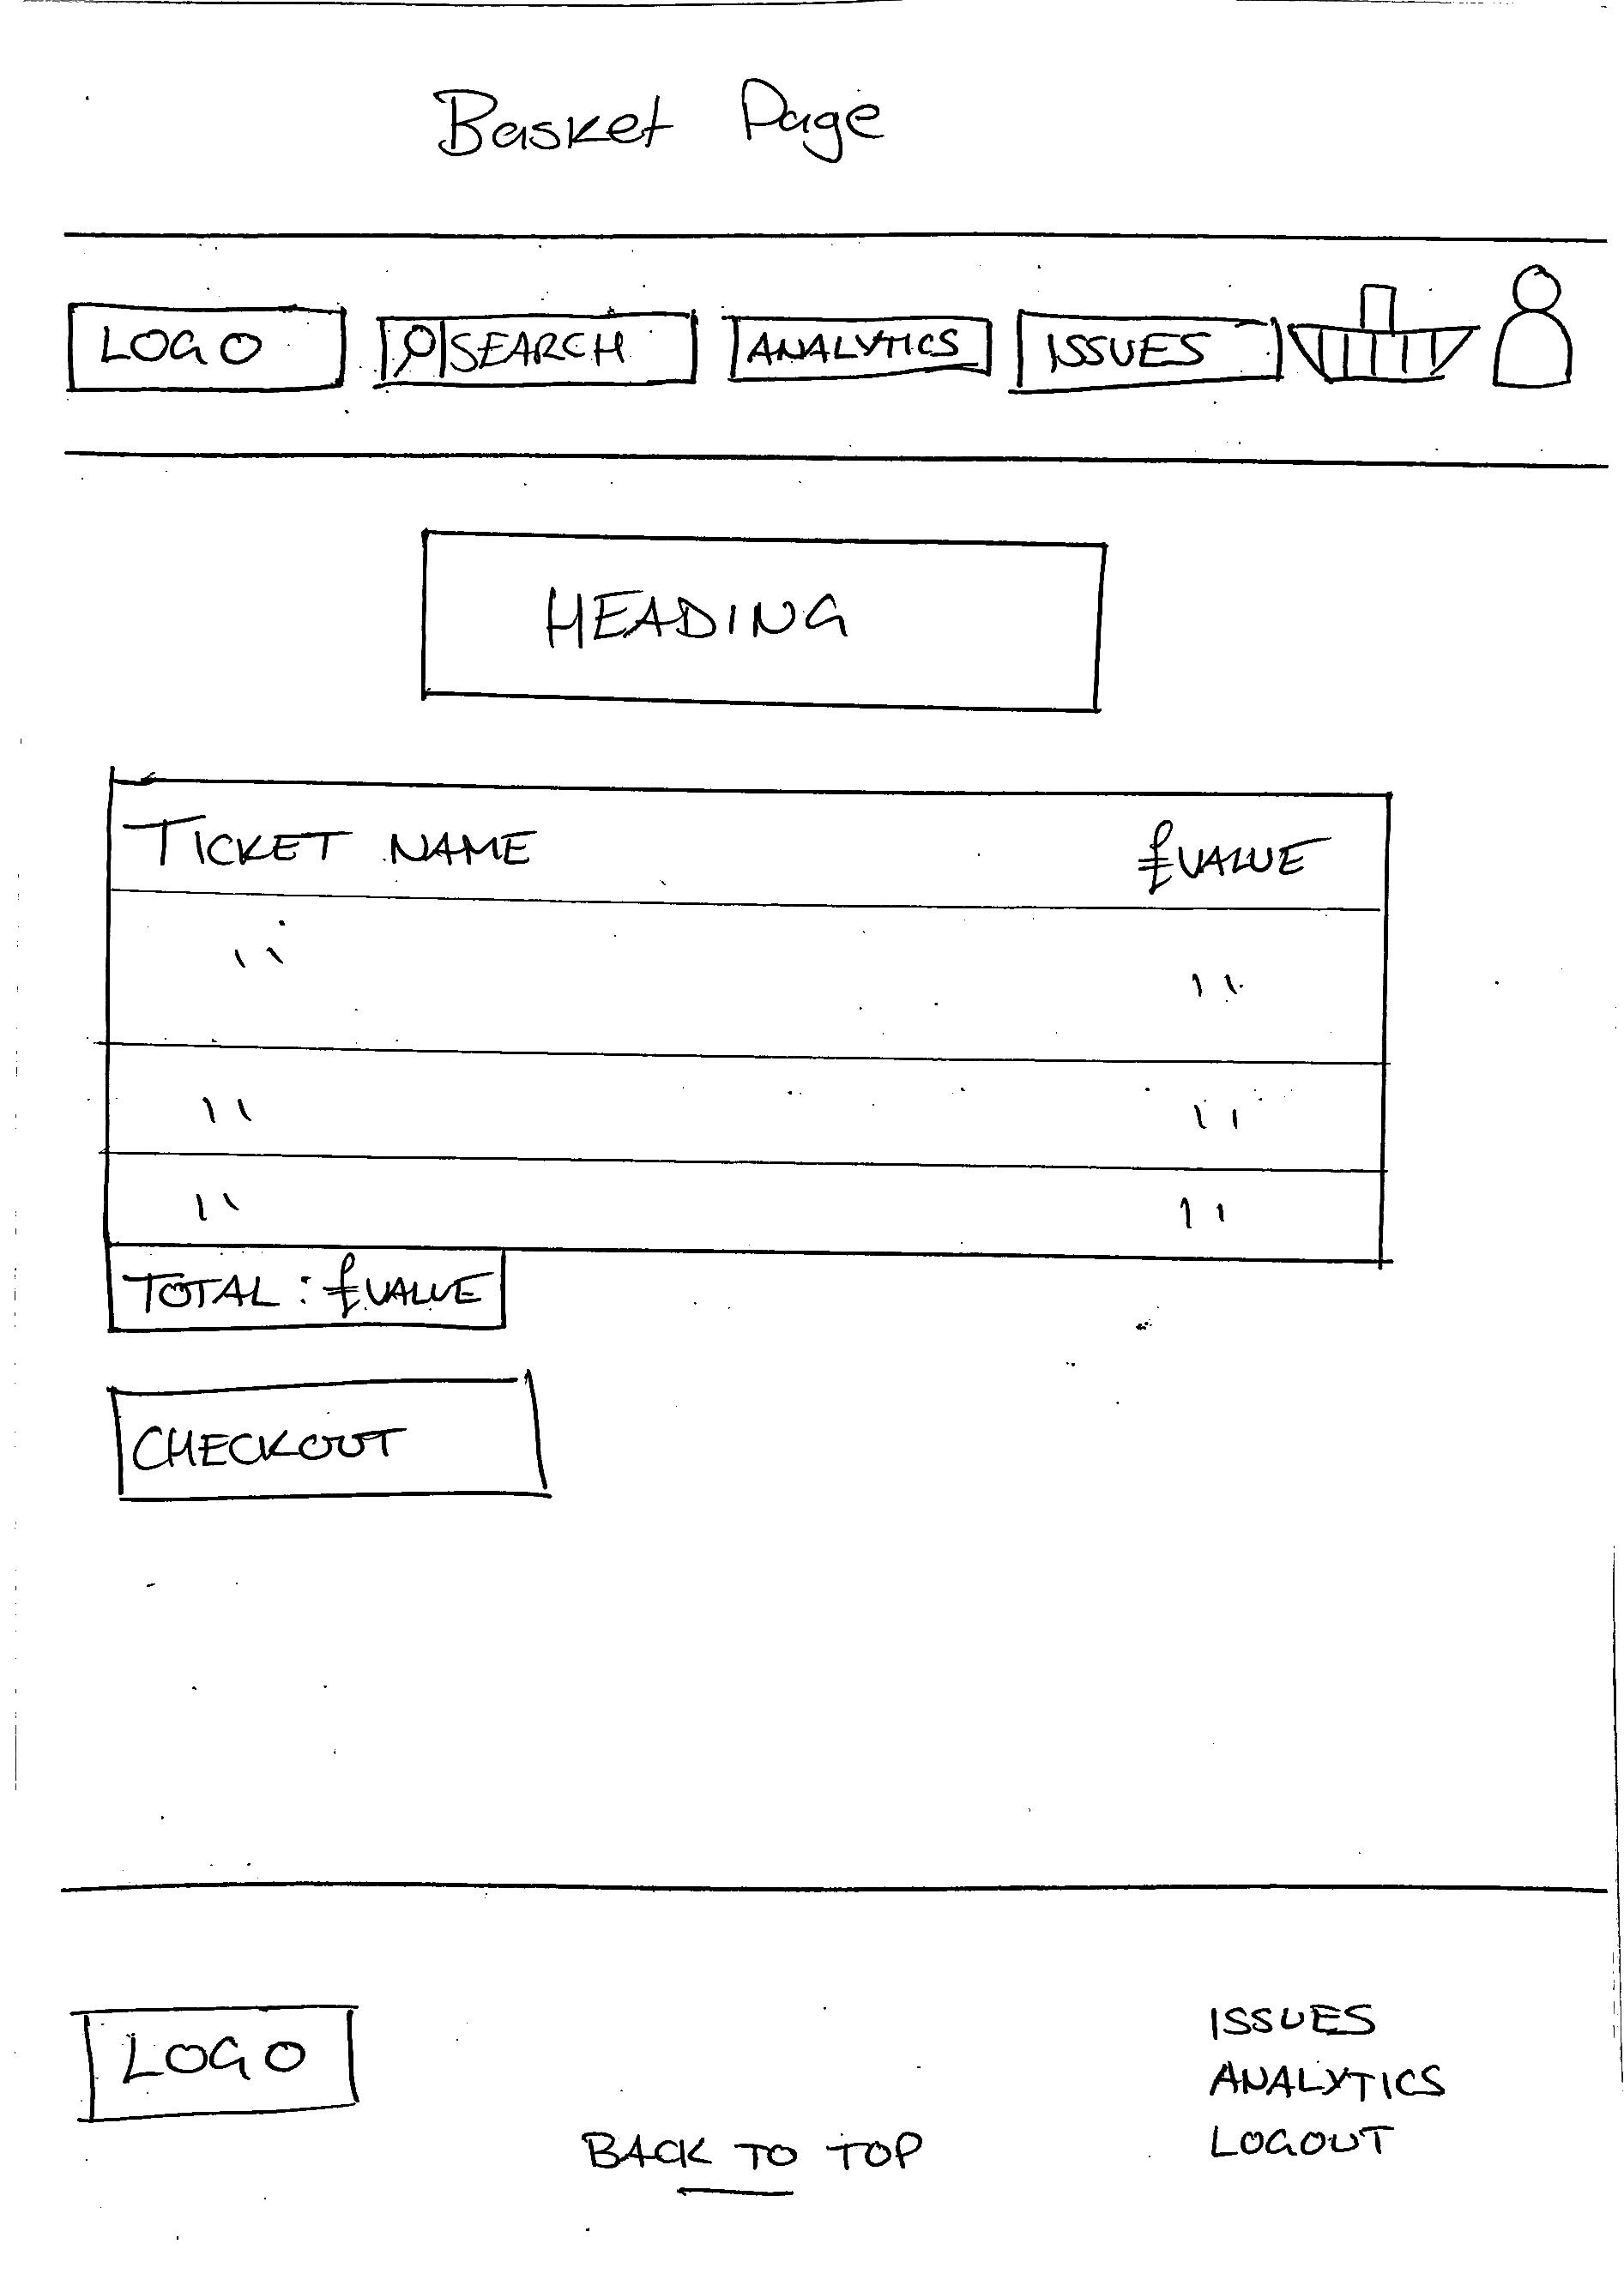 Basket Page
LOGO SEARCH ANALYTICS ISSUES
HEADING
TICKET NAME £VALUE
" "
" "
" "
TOTAL : £VALUE
CHECKOUT
LOGO
ISSUES
ANALYTICS
BACK TO TOP
LOGOUT